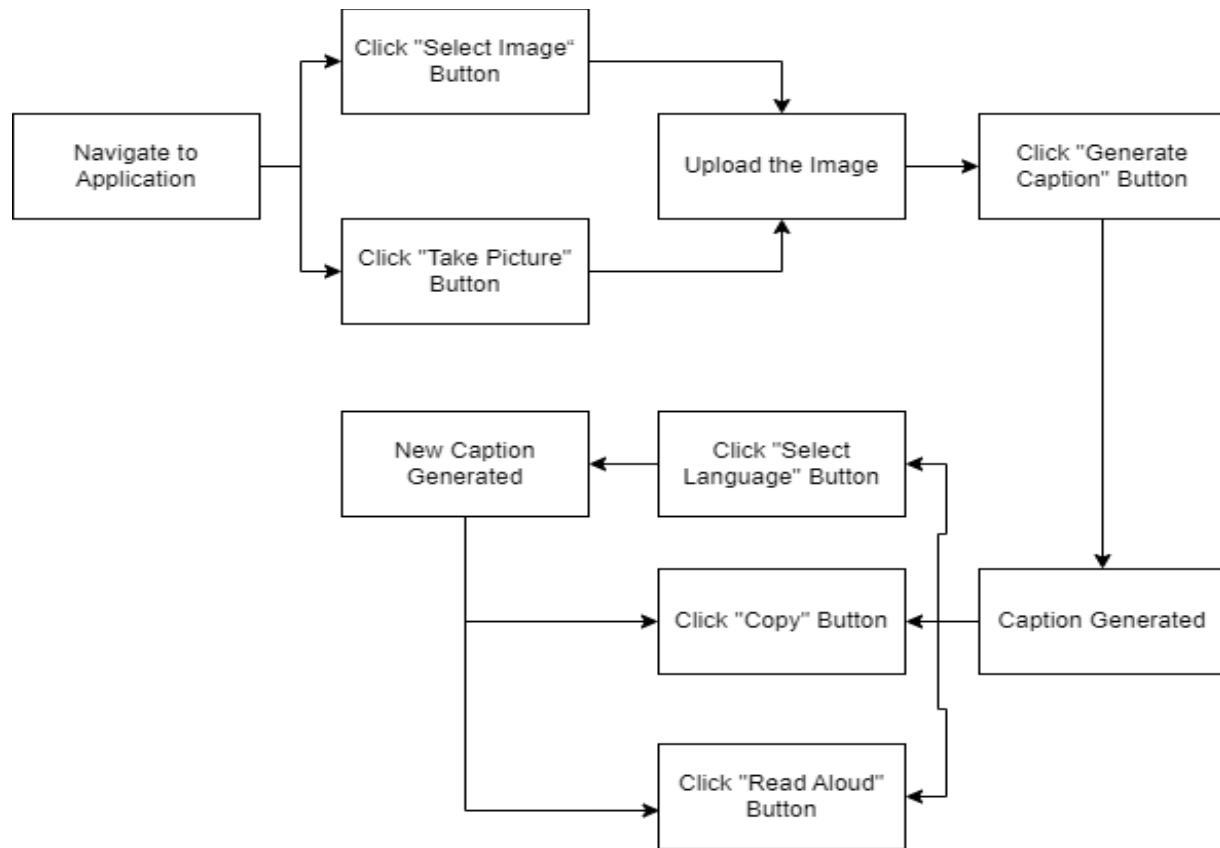 Click "Select Image“
Button
Navigate to
Application
Upload the Image
Click "Generate
Caption" Button
Click "Take Picture"
Button
New Caption
Generated
Click "Select
Language" Button
Click "Copy" Button
Caption Generated
Click "Read Aloud"
Button